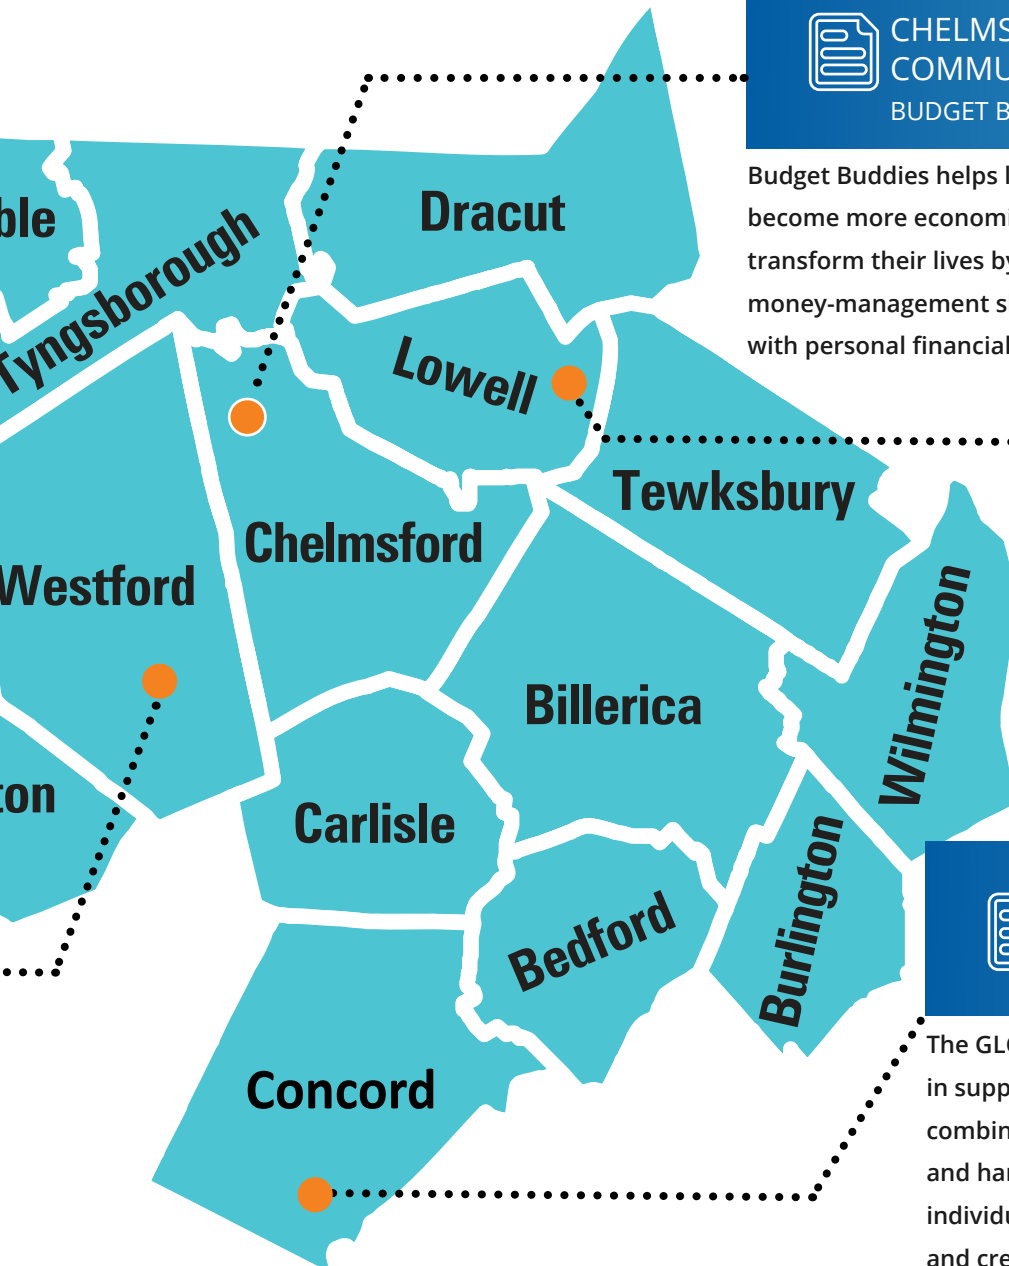 CHELMS
COMMU
BUDGET B
Budget Buddies helps l
become more economi
transform their lives by
money-management s
with personal financial
ble
Tyngsborough
Dracut
Lowell
Tewksbury
Chelmsford
Westford
Wilmington
Billerica
ton
Carlisle
Burlington
Bedford
Concord
The GL
in supp
combin
and har
individu
and cre